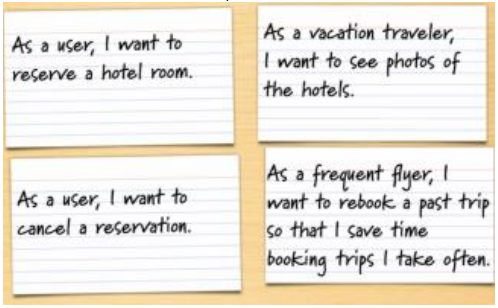 As a user, I want to
reserve a hotel room.
As a vacation traveler,
I want to see photos of
the hotels.
As a user, I want to
cancel a reservation.
As a frequent flyer, I
want to rebook a past trip
so that I save time
booking trips I take often.